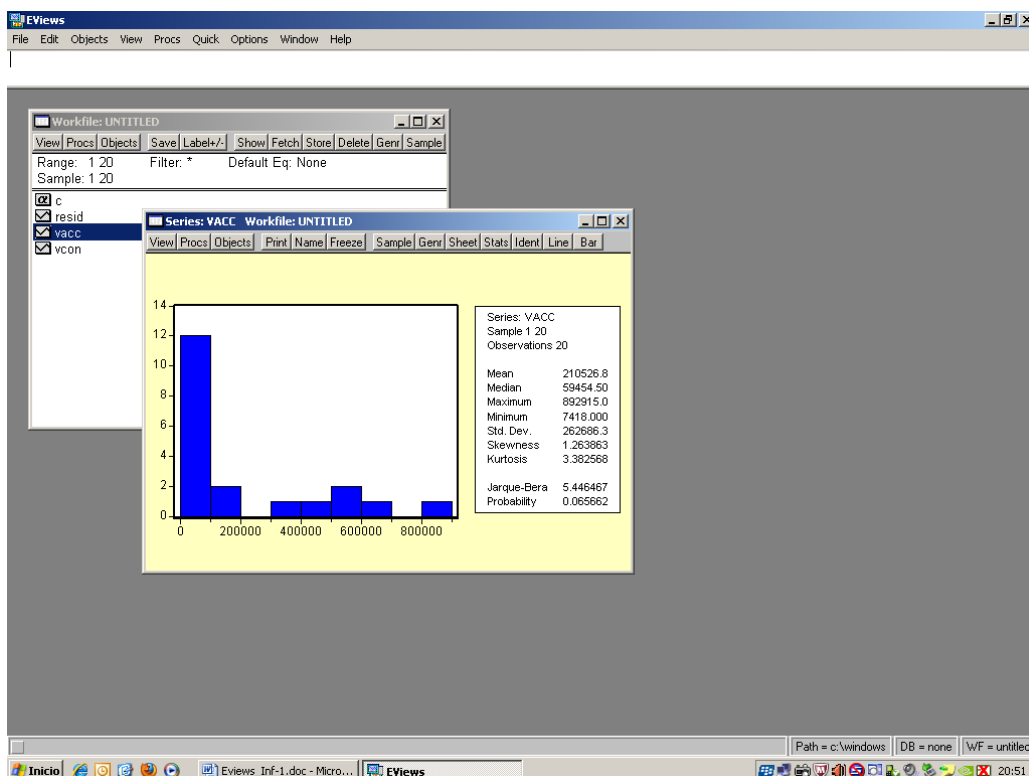 EViews
File Edit Objects View Procs Quick Options Window Help
Workfile: UNTITLED
View Procs Objects Save Label+/- Show Fetch Store Delete Genr Sample
Range: 1 20 Filter: * Default Eq: None
Sample: 1 20
c
resid
vacc
vcon
Series: VACC Workfile: UNTITLED
View Procs Objects Print Name Freeze Sample Genr Sheet Stats Ident Line Bar
14
12
10
8
6
4
2
0
0 200000 400000 600000 800000
Series: VACC
Sample 1 20
Observations 20
Mean 210526.8
Median 59454.50
Maximum 892915.0
Minimum 7418.000
Std. Dev. 262686.3
Skewness 1.263863
Kurtosis 3.382568
Jarque-Bera 5.446467
Probability 0.065662
Path = c:\windows DB = none WF = untitled
Inicio Eviews_Inf-1.doc - Micro... EViews 20:51